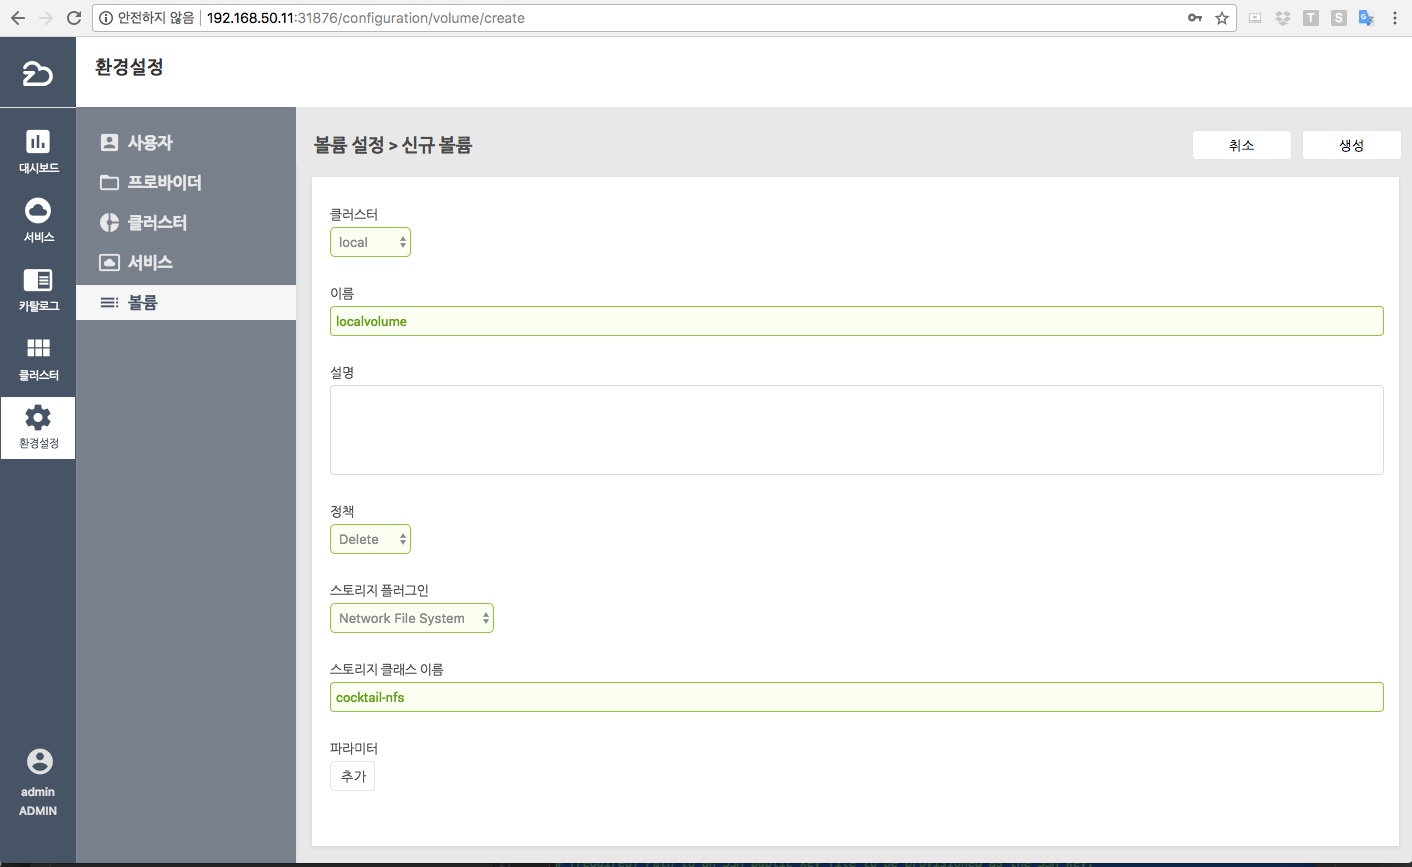 안전하지 않음 192.168.50.11:31876/configuration/volume/create
T S
환경설정
대시보드
서비스
카탈로그
클러스터
환경설정
admin
ADMIN
사용자
프로바이더
클러스터
서비스
볼륨
볼륨 설정 > 신규 볼륨
취소 생성
클러스터
local
이름
localvolume
설명
정책
Delete
스토리지 플러그인
Network File System
스토리지 클래스 이름
cocktail-nfs
파라미터
추가